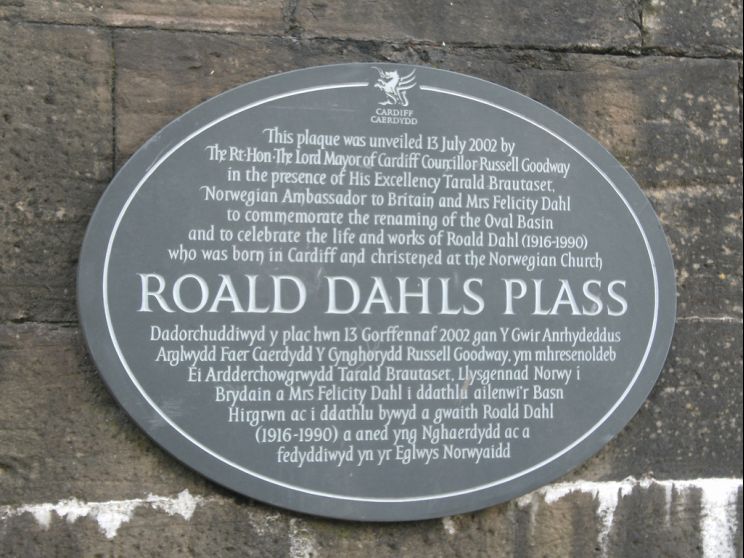 CARDIFF
CAERDYDD
This plaque was unveiled 13 July 2002 by
The Rt·Hon·The Lord Mayor of Cardiff Councillor Russell Goodway
in the presence of His Excellency Tarald Brautaset,
Norwegian Ambassador to Britain and Mrs Felicity Dahl
to commemorate the renaming of the Oval Basin
and to celebrate the life and works of Roald Dahl (1916-1990)
who was born in Cardiff and christened at the Norwegian Church
ROALD DAHLS PLASS
Dadorchuddiwyd y plac hwn 13 Gorffennaf 2002 gan Y Gwir Anrhydeddus
Arglwydd Faer Caerdydd Y Cynghorydd Russell Goodway, ym mhresenoldeb
Ei Ardderchowgrwydd Tarald Brautaset, Llysgennad Norwy i
Brydain a Mrs Felicity Dahl i ddathlu ailenwi'r Basn
Hirgrwn ac i ddathlu bywyd a gwaith Roald Dahl
(1916-1990) a aned yng Nghaerdydd ac a
fedyddiwyd yn yr Eglwys Norwyaidd